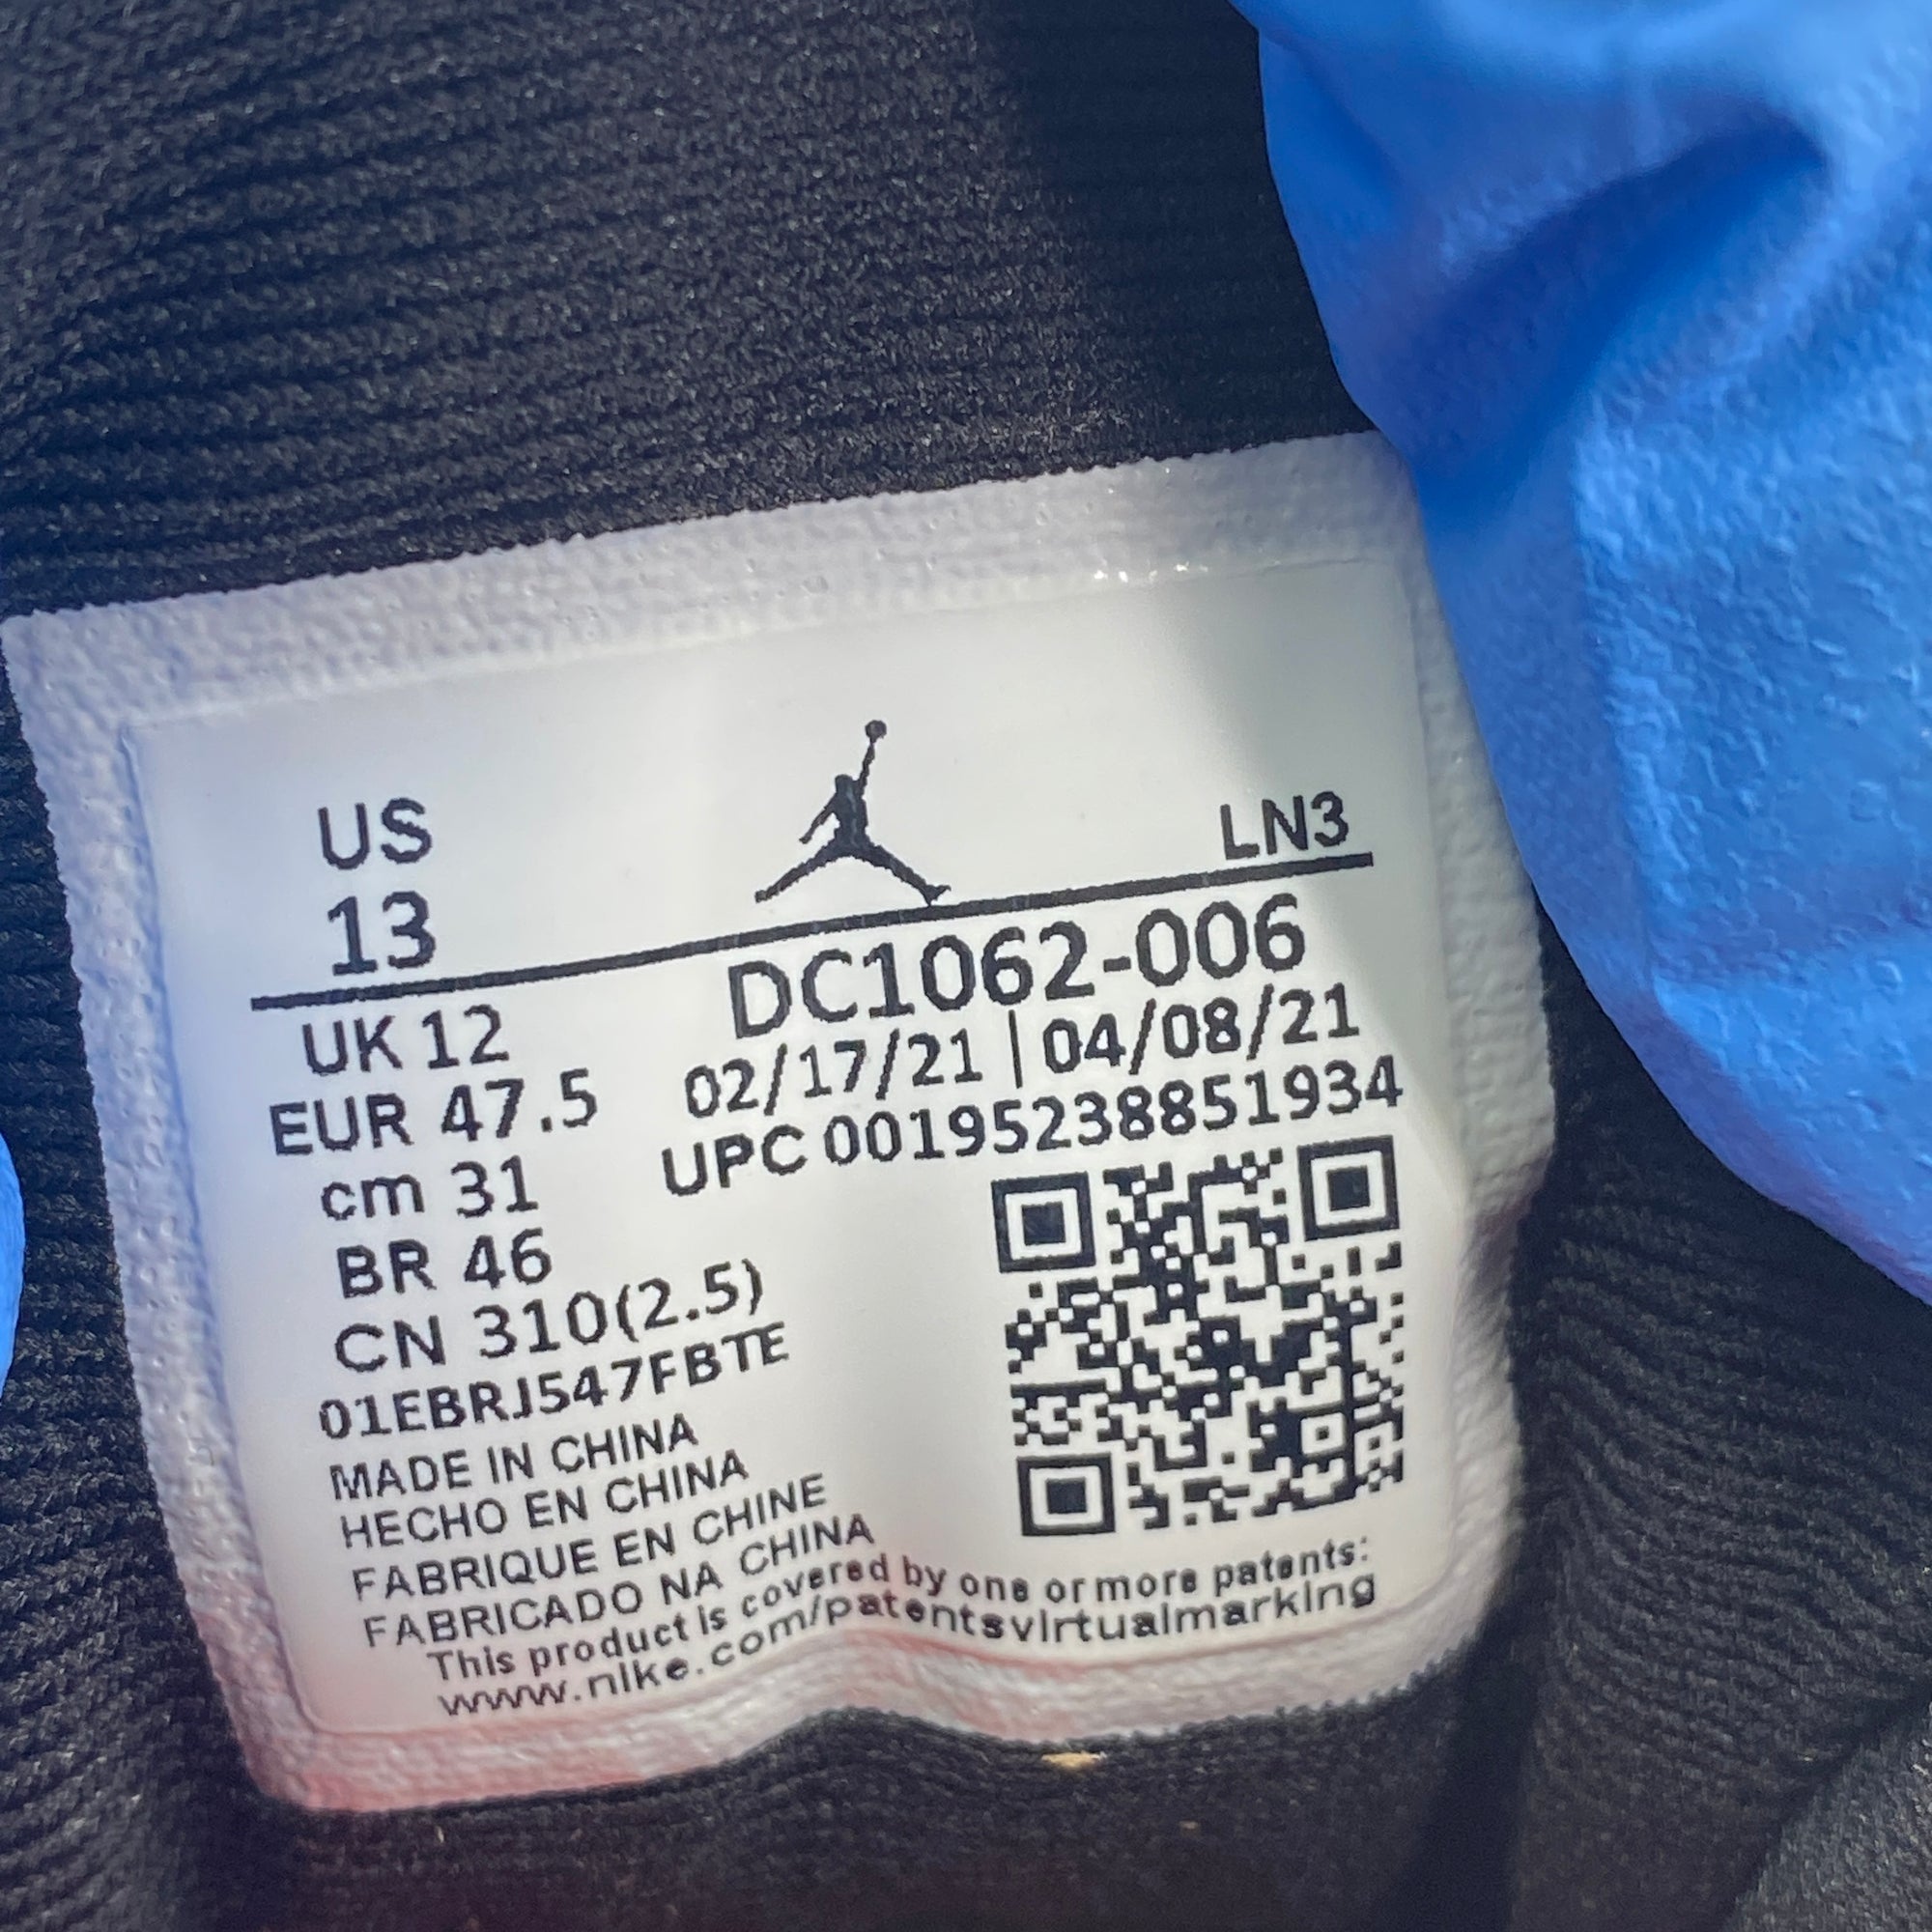 US
13
LN3
UK 12
EUR 47.5
cm 31
BR 46
CN 310(2.5)
01EBRJ547FBTE
DC1062-006
02/17/21 | 04/08/21
UPC 00195238851934
MADE IN CHINA
HECHO EN CHINA
FABRIQUE EN CHINE
FABRICADO NA CHINA
This product is covered by one or more patents:
www.nike.com/patentsvirtualmarking